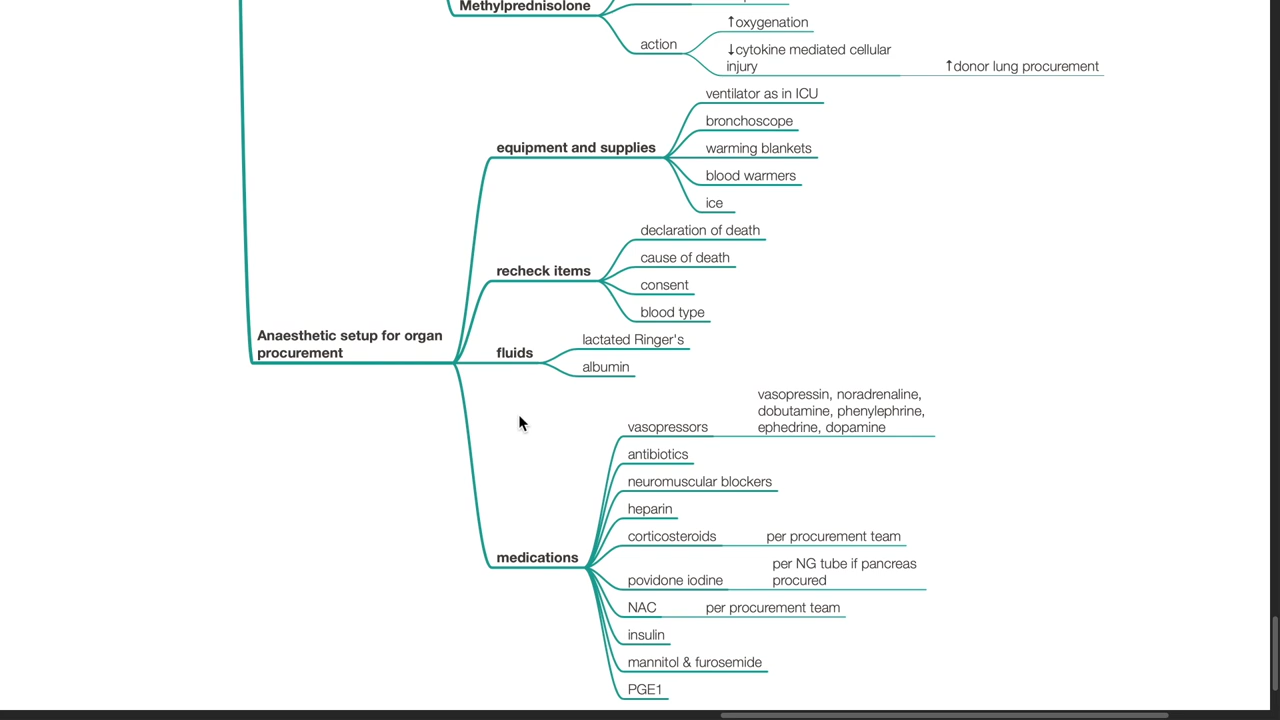 Methylprednisolone
action
↑oxygenation
↓cytokine mediated cellular
injury
↑donor lung procurement
Anaesthetic setup for organ
procurement
equipment and supplies
ventilator as in ICU
bronchoscope
warming blankets
blood warmers
ice
recheck items
declaration of death
cause of death
consent
blood type
fluids
lactated Ringer's
albumin
medications
vasopressors
vasopressin, noradrenaline,
dobutamine, phenylephrine,
ephedrine, dopamine
antibiotics
neuromuscular blockers
heparin
corticosteroids
per procurement team
povidone iodine
per NG tube if pancreas
procured
NAC
per procurement team
insulin
mannitol & furosemide
PGE1